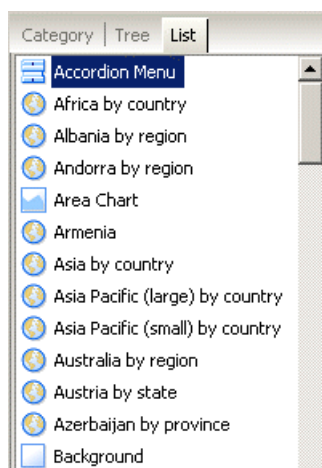 Category | Tree List
Accordion Menu
Africa by country
Albania by region
Andorra by region
Area Chart
Armenia
Asia by country
Asia Pacific (large) by country
Asia Pacific (small) by country
Australia by region
Austria by state
Azerbaijan by province
Background